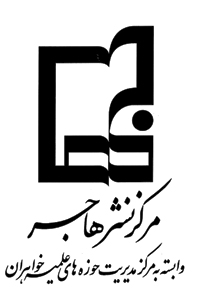 مرکز نشر هاجر
وابسته به مرکز مدیریت حوزه های علمیه خواهران